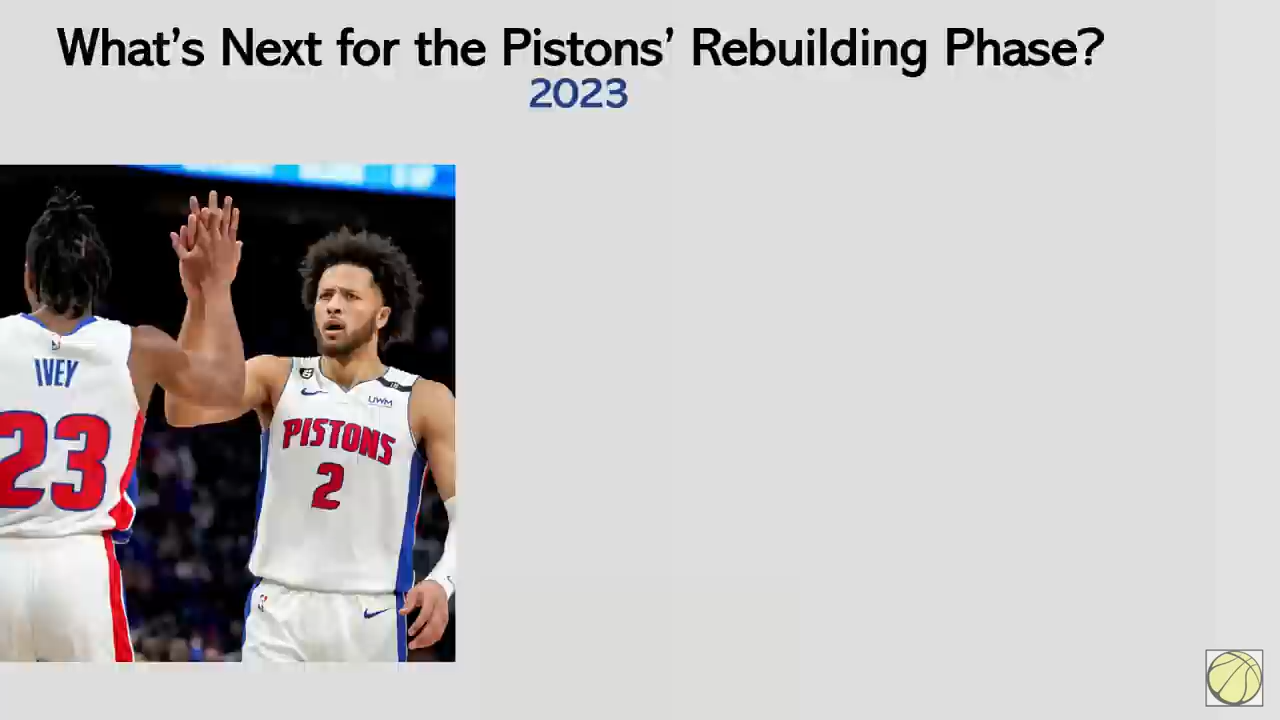 What's Next for the Pistons' Rebuilding Phase?
2023
IVEY
23
UWM
PISTONS
2